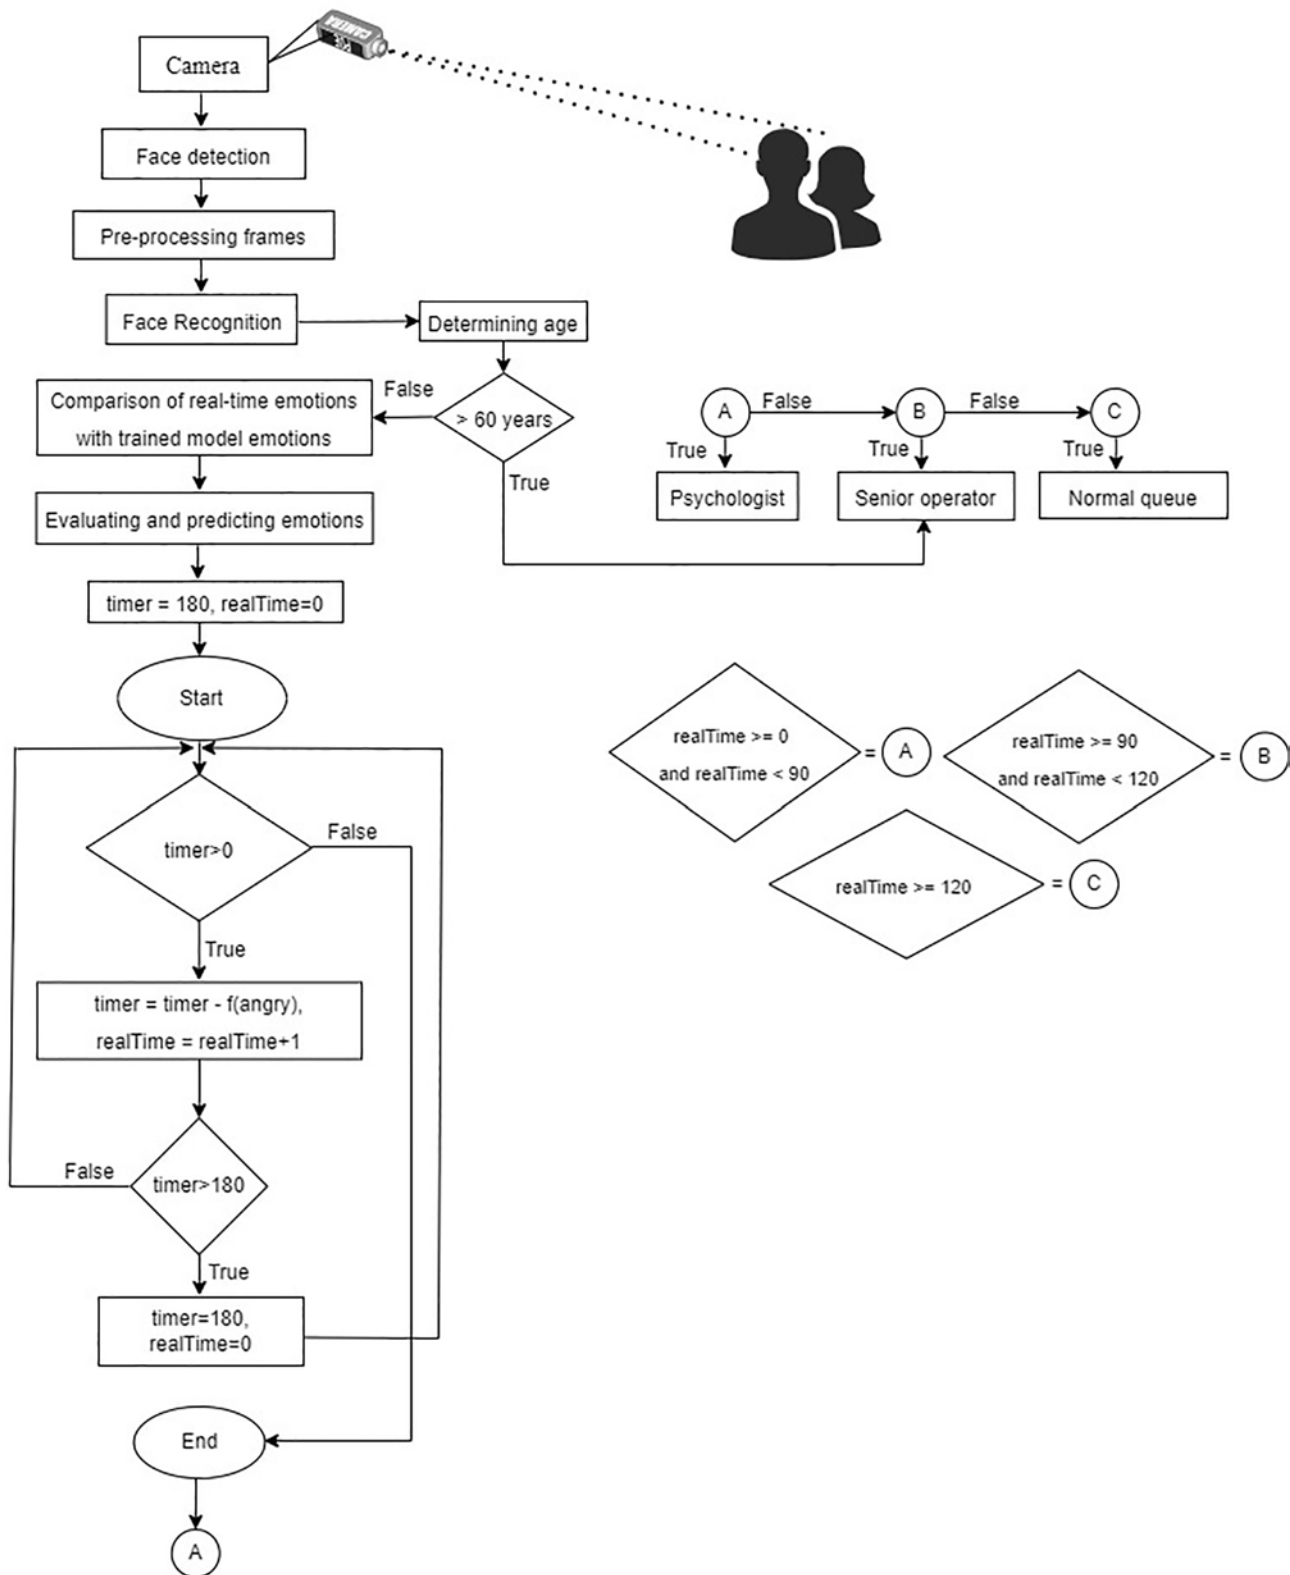 CAMERA
Camera
Face detection
Pre-processing frames
Face Recognition
Determining age
False
> 60 years
True
Comparison of real-time emotions
with trained model emotions
Evaluating and predicting emotions
timer = 180, realTime=0
A
False
B
False
C
True
True
True
Psychologist
Senior operator
Normal queue
Start
timer>0
False
True
timer = timer - f(angry),
realTime = realTime+1
timer>180
False
True
timer=180,
realTime=0
End
A
realTime >= 0
and realTime < 90
=
A
realTime >= 90
and realTime < 120
=
B
realTime >= 120
=
C